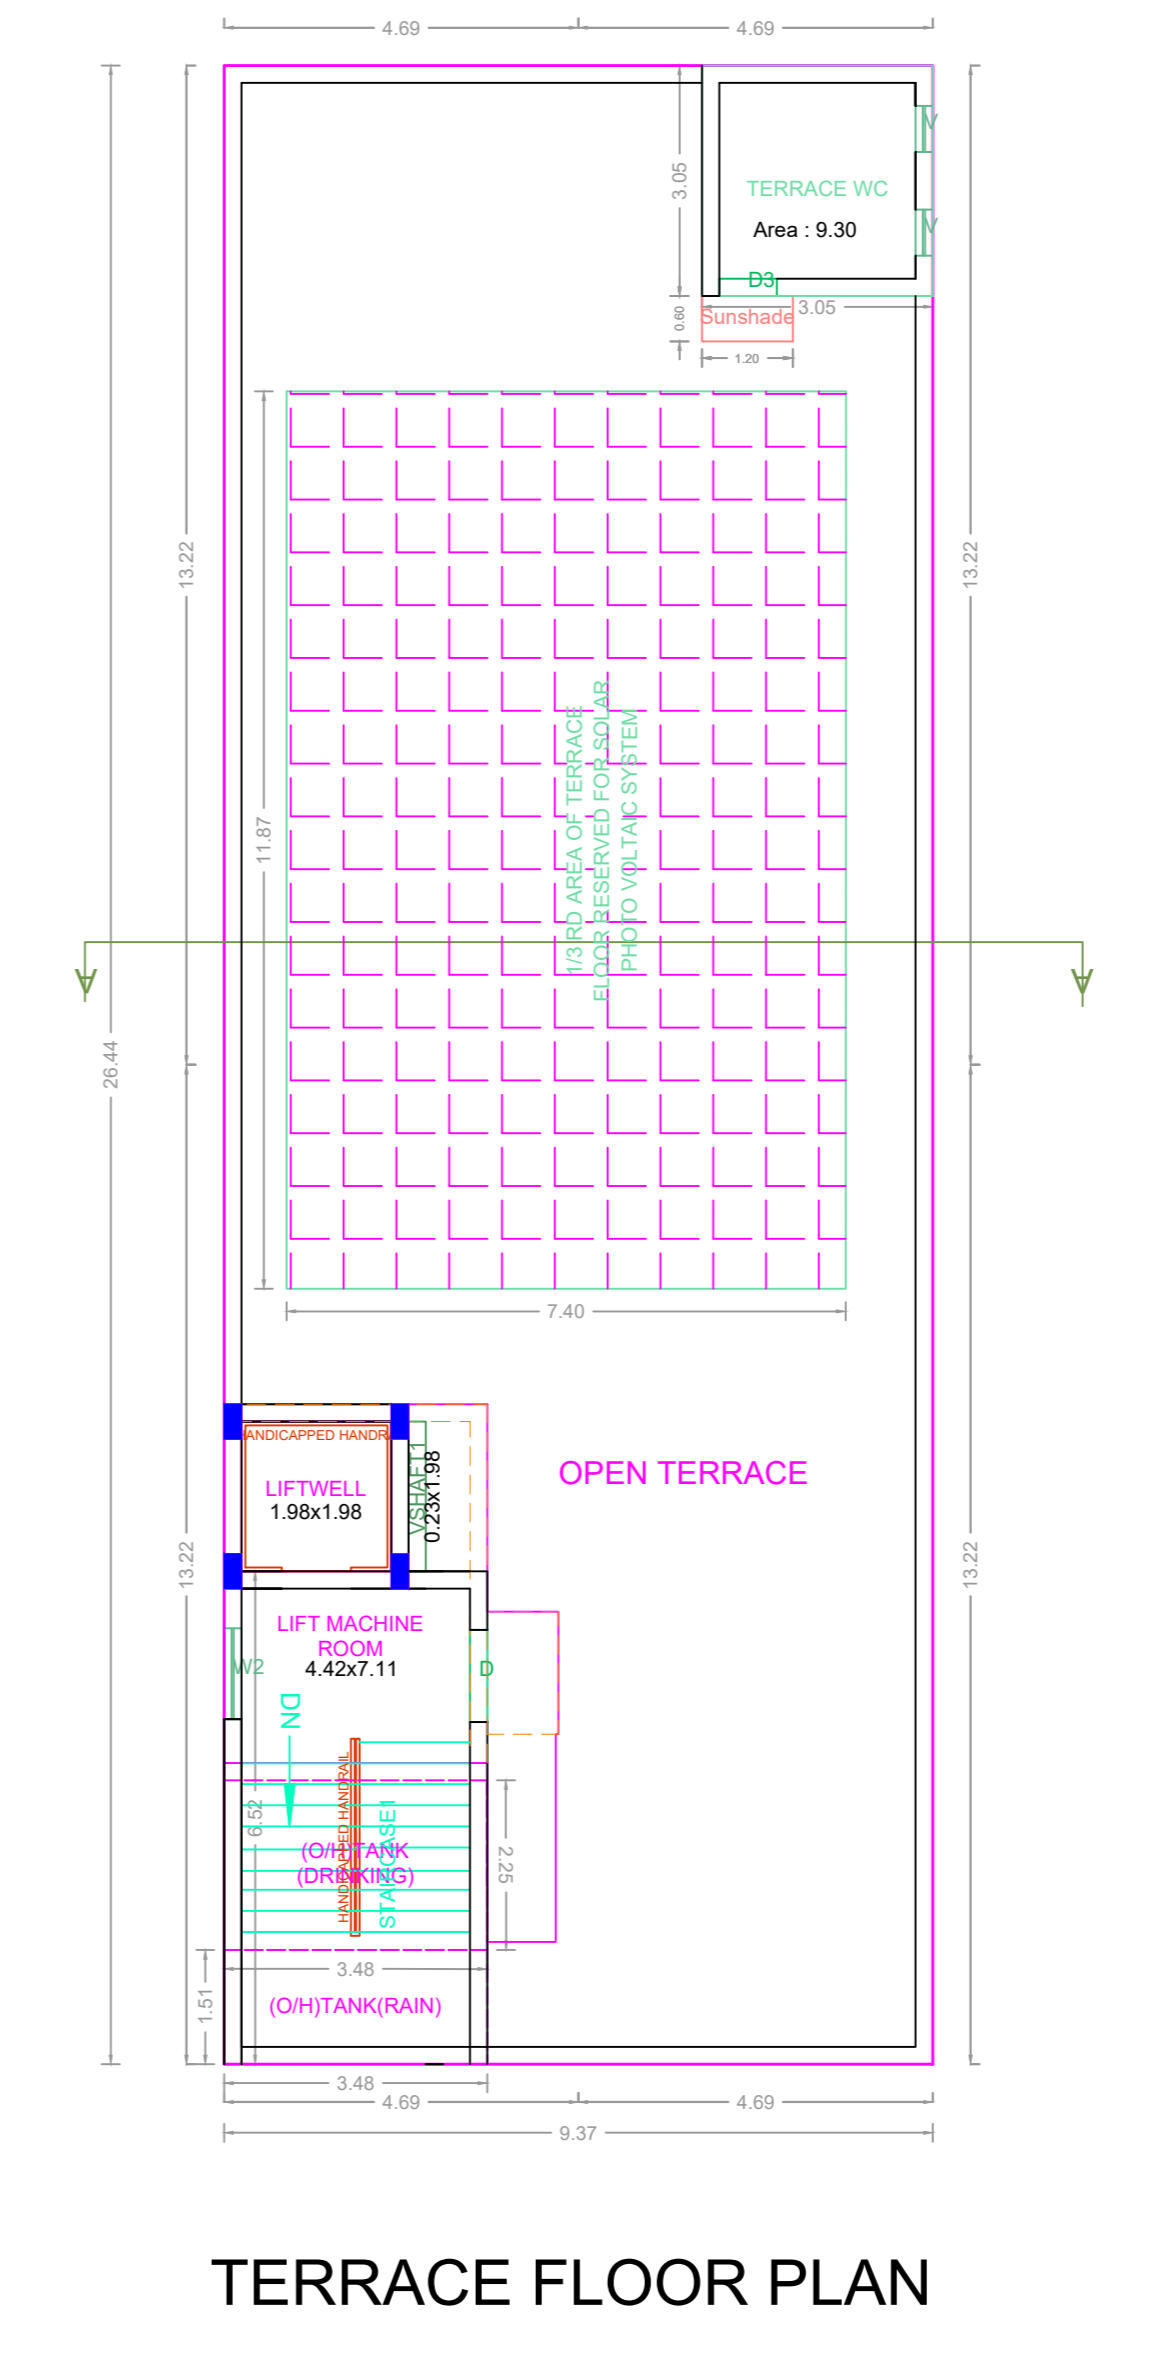 4.69
4.69
3.05
V
TERRACE WC
Area : 9.30
V
D3
3.05
Sunshade
0.60
1.20
13.22
13.22
11.87
1/3 RD AREA OF TERRACE
FLOOR RESERVED FOR SOLAR
PHOTO VOLTAIC SYSTEM
A
A
26.44
7.40
HANDICAPPED HANDR
LIFTWELL
1.98x1.98
VSHAFT1
0.23x1.98
OPEN TERRACE
13.22
13.22
LIFT MACHINE
ROOM
4.42x7.11
W2
D
DN
HANDICAPPED HANDRAIL
STAIRCASE1
6.52
(O/H)TANK
(DRINKING)
2.25
3.48
1.51
(O/H)TANK(RAIN)
3.48
4.69
4.69
9.37
TERRACE FLOOR PLAN